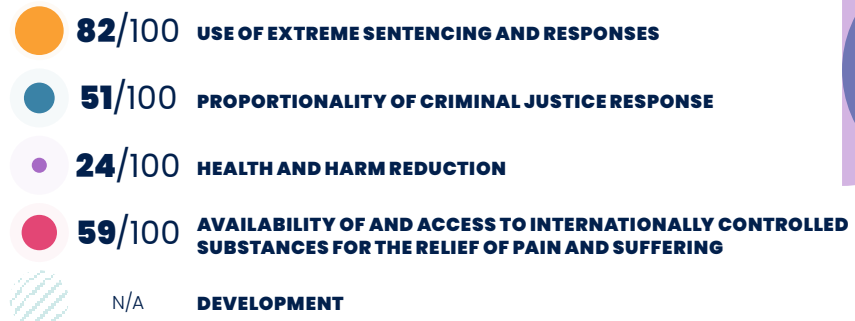 82/100 USE OF EXTREME SENTENCING AND RESPONSES
51/100 PROPORTIONALITY OF CRIMINAL JUSTICE RESPONSE
24/100 HEALTH AND HARM REDUCTION
59/100 AVAILABILITY OF AND ACCESS TO INTERNATIONALLY CONTROLLED
SUBSTANCES FOR THE RELIEF OF PAIN AND SUFFERING
N/A DEVELOPMENT